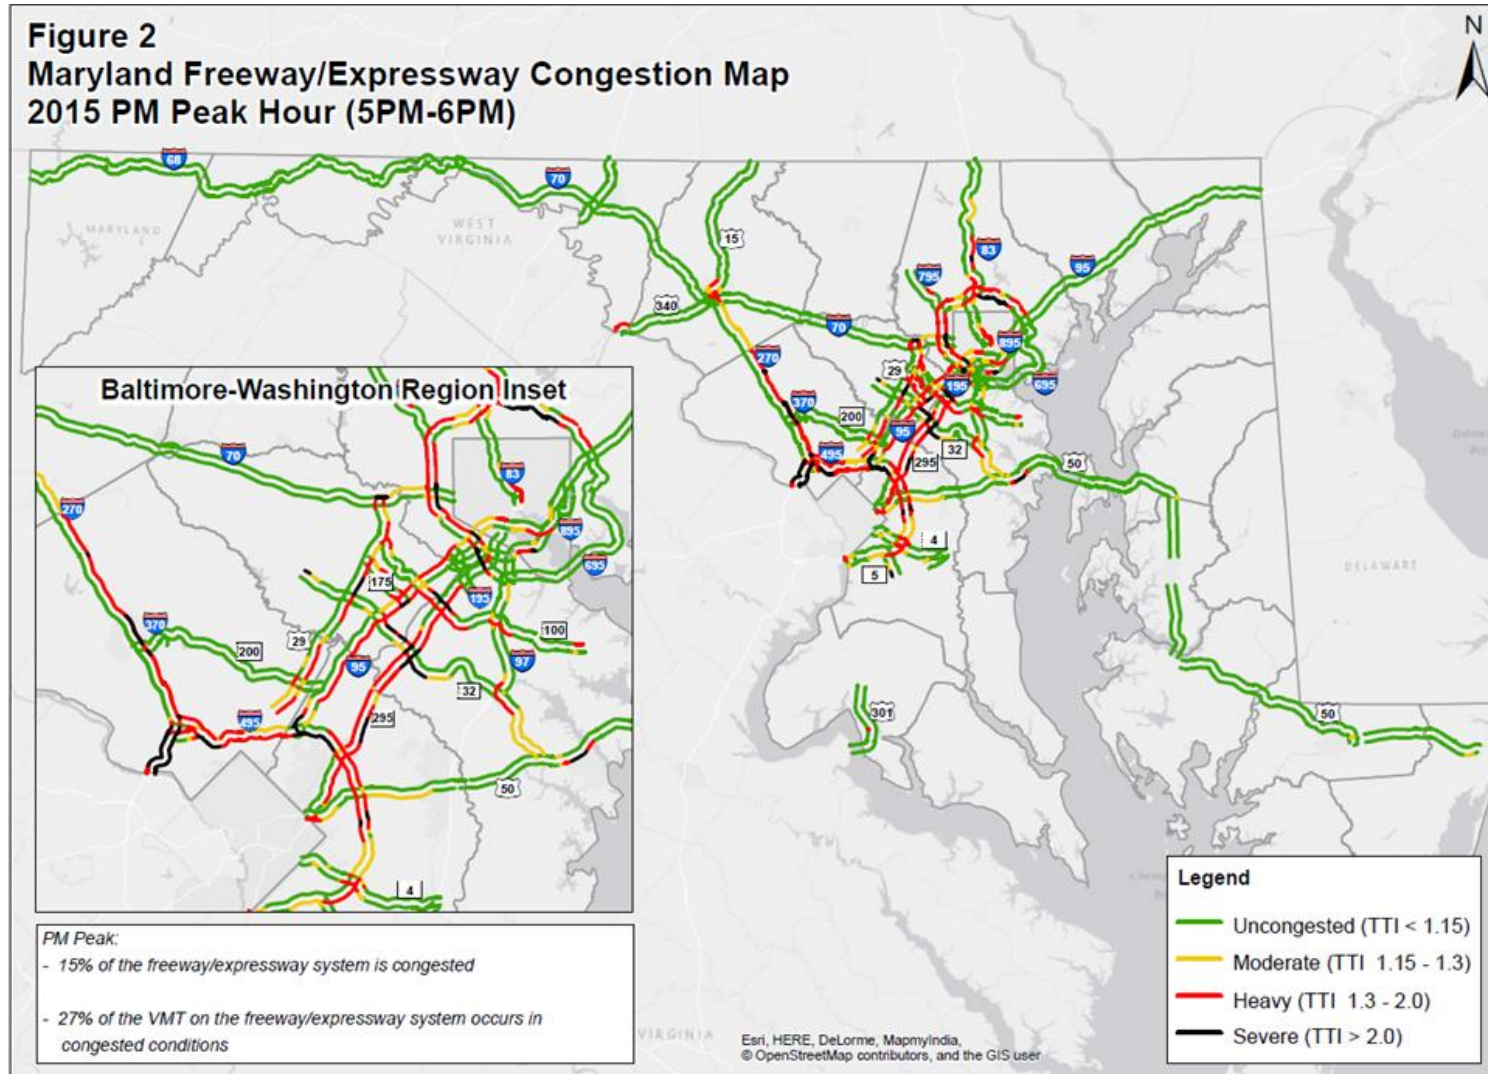 Figure 2
Maryland Freeway/Expressway Congestion Map
2015 PM Peak Hour (5PM-6PM)
N
68
70
MARYLAND
WEST
VIRGINIA
15
83
795
95
340
70
895
270
29
195
695
370
200
95
495
32
295
50
4
5
DELAWARE
301
50
Baltimore-Washington Region Inset
70
83
270
895
695
175
195
370
100
29
200
95
97
32
495
295
50
4
PM Peak:
- 15% of the freeway/expressway system is congested
- 27% of the VMT on the freeway/expressway system occurs in
congested conditions
VIRGINIA
Esri, HERE, DeLorme, MapmyIndia,
© OpenStreetMap contributors, and the GIS user
Legend
Uncongested (TTI < 1.15)
Moderate (TTI 1.15 - 1.3)
Heavy (TTI 1.3 - 2.0)
Severe (TTI > 2.0)